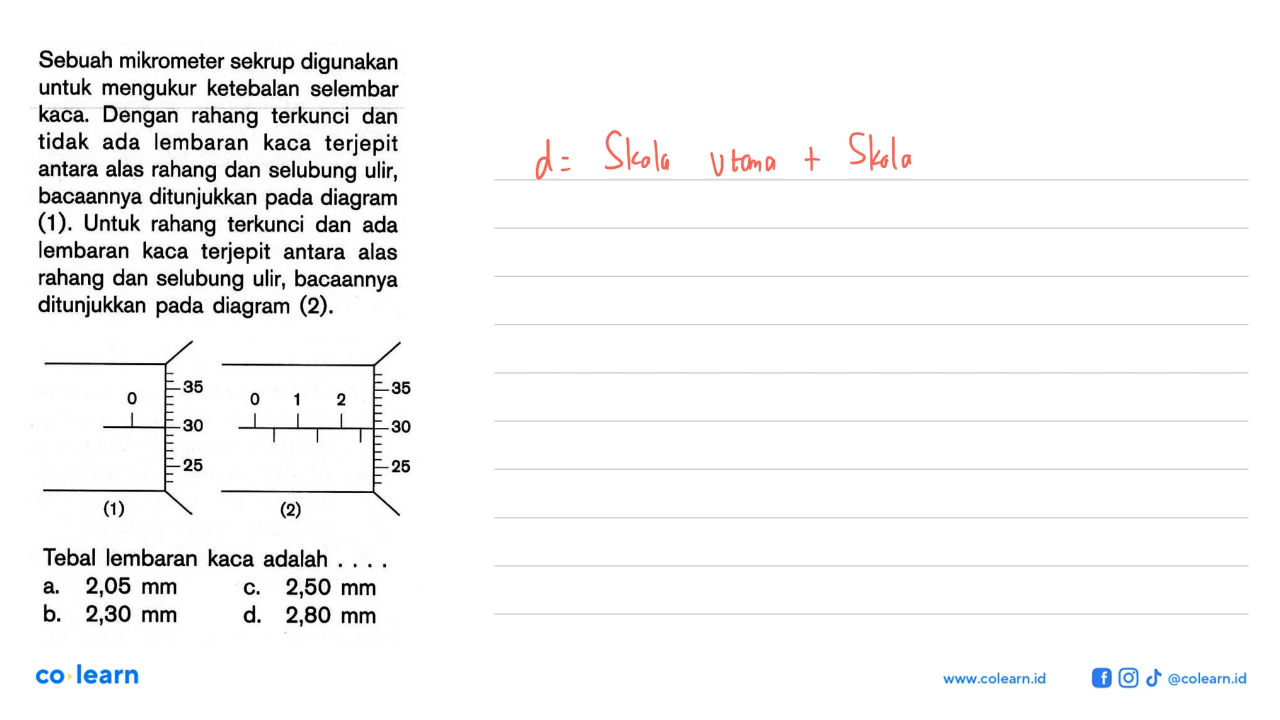 Sebuah mikrometer sekrup digunakan
untuk mengukur ketebalan selembar
kaca. Dengan rahang terkunci dan
tidak ada lembaran kaca terjepit
antara alas rahang dan selubung ulir,
bacaannya ditunjukkan pada diagram
(1). Untuk rahang terkunci dan ada
lembaran kaca terjepit antara alas
rahang dan selubung ulir, bacaannya
ditunjukkan pada diagram (2).
d = Skala utama + Skala
0 35 30 25
(1)
0 1 2 35 30 25
(2)
Tebal lembaran kaca adalah . . . .
a. 2,05 mm c. 2,50 mm
b. 2,30 mm d. 2,80 mm
co learn
www.colearn.id @colearn.id